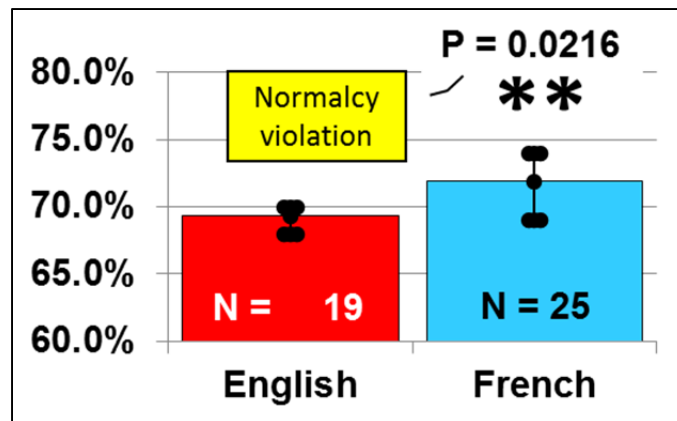 P = 0.0216
80.0%
**
Normalcy
violation
75.0%
70.0%
65.0%
N = 19
N = 25
60.0%
English
French